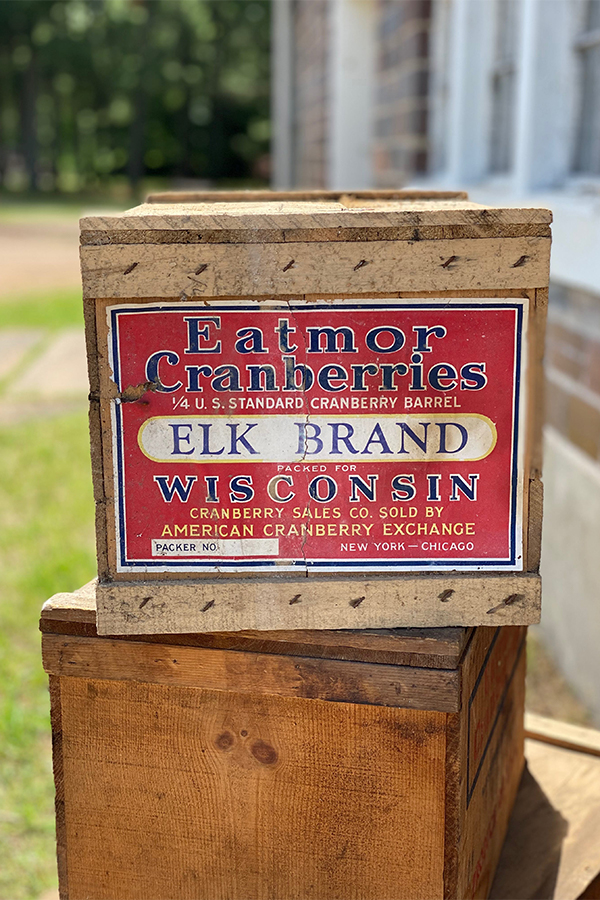 Eatmor
Cranberries
1/4 U. S. STANDARD CRANBERRY BARREL
ELK BRAND
PACKED FOR
WISCONSIN
CRANBERRY SALES CO. SOLD BY
AMERICAN CRANBERRY EXCHANGE
PACKER NO.
NEW YORK — CHICAGO